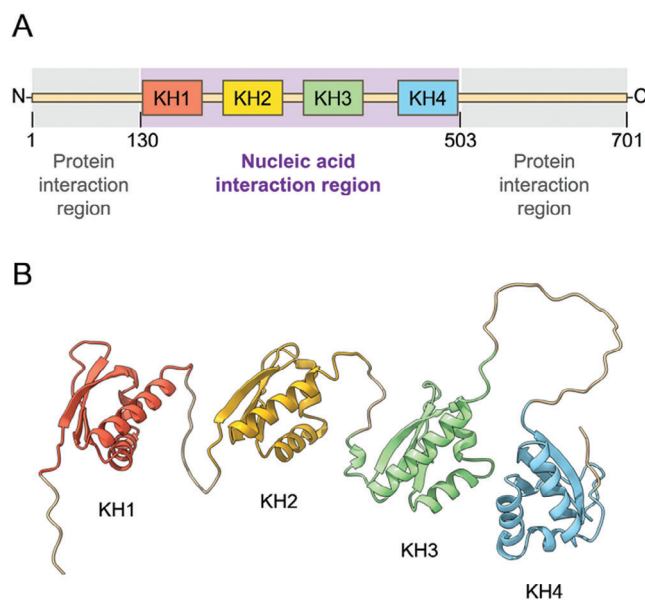 A
N
KH1 KH2 KH3 KH4
C
1 130 503 701
Protein interaction region
Nucleic acid interaction region
Protein interaction region
B
KH1
KH2
KH3
KH4